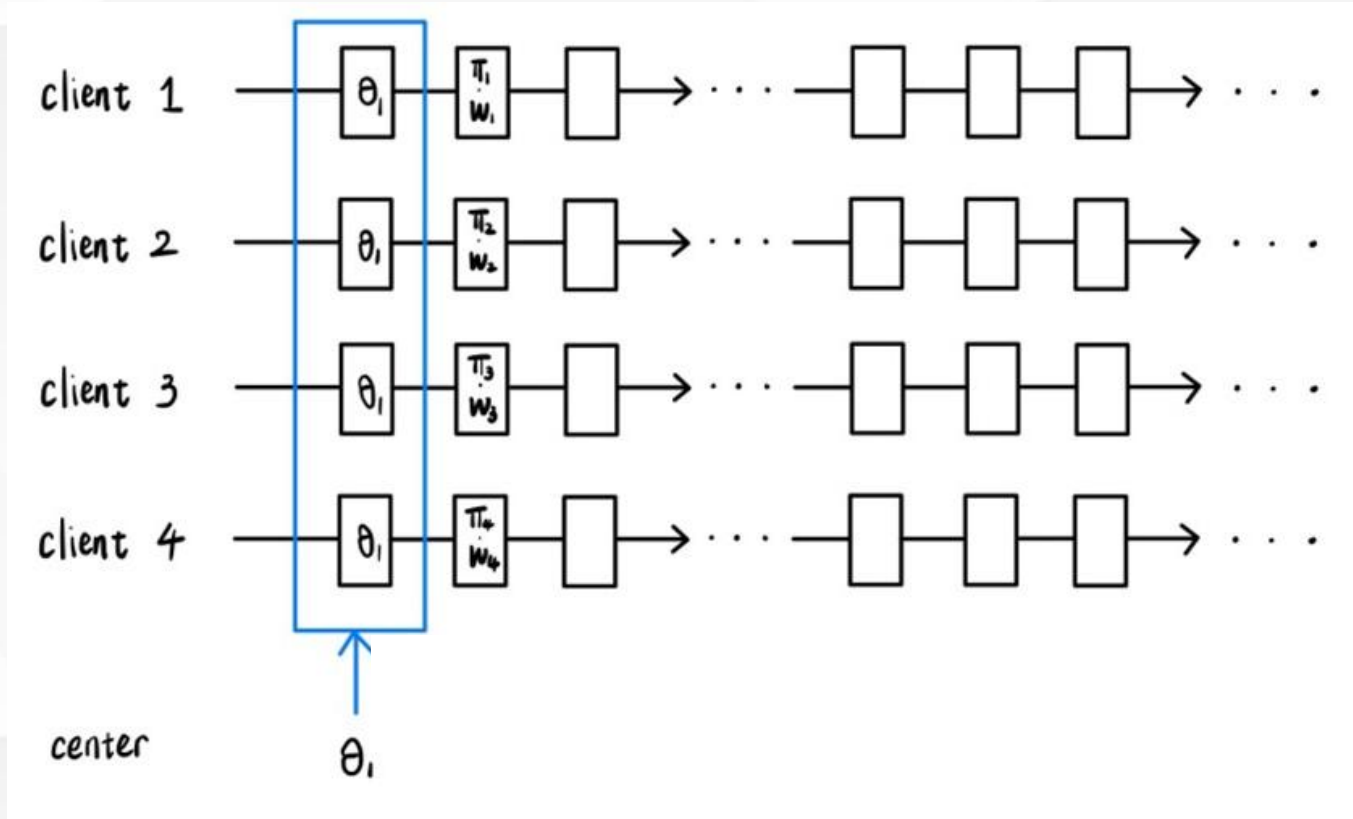 client 1 θ₁ π₁ · W₁ · · · · · · ·
client 2 θ₁ π₂ · W₂ · · · · · · ·
client 3 θ₁ π₃ · W₃ · · · · · · ·
client 4 θ₁ π₄ · W₄ · · · · · · ·
center θ₁